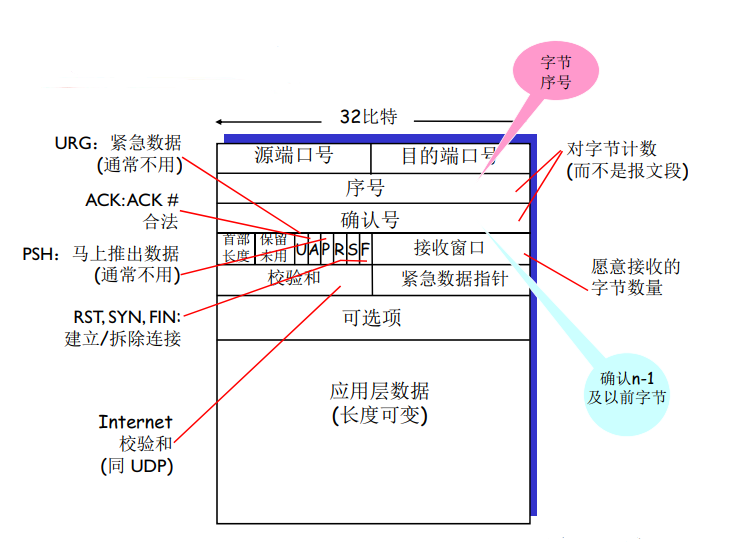 字节
序号
32比特
URG：紧急数据
(通常不用)
源端口号
目的端口号
对字节计数
(而不是报文段)
序号
ACK:ACK #
合法
确认号
PSH：马上推出数据
(通常不用)
首部
长度
保留
未用
U A P R S F
接收窗口
愿意接收的
字节数量
校验和
紧急数据指针
RST, SYN, FIN:
建立/拆除连接
可选项
确认n-1
及以前字节
应用层数据
(长度可变)
Internet
校验和
(同 UDP)